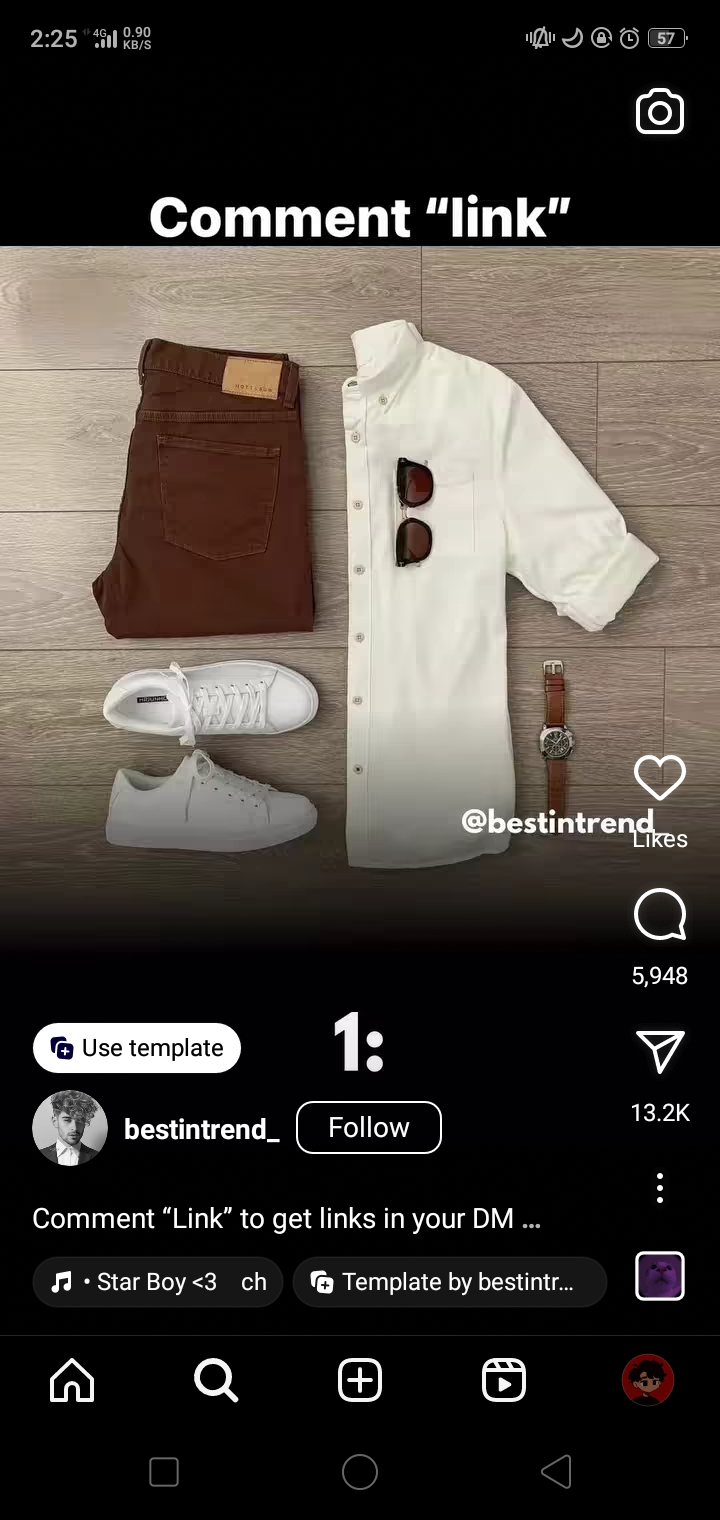 2:25 4G 0.90 KB/S 57
Comment “link”
@bestintrend_
Likes
5,948
1:
Use template
13.2K
bestintrend_ Follow
Comment “Link” to get links in your DM ...
• Star Boy <3 ch
Template by bestintr...